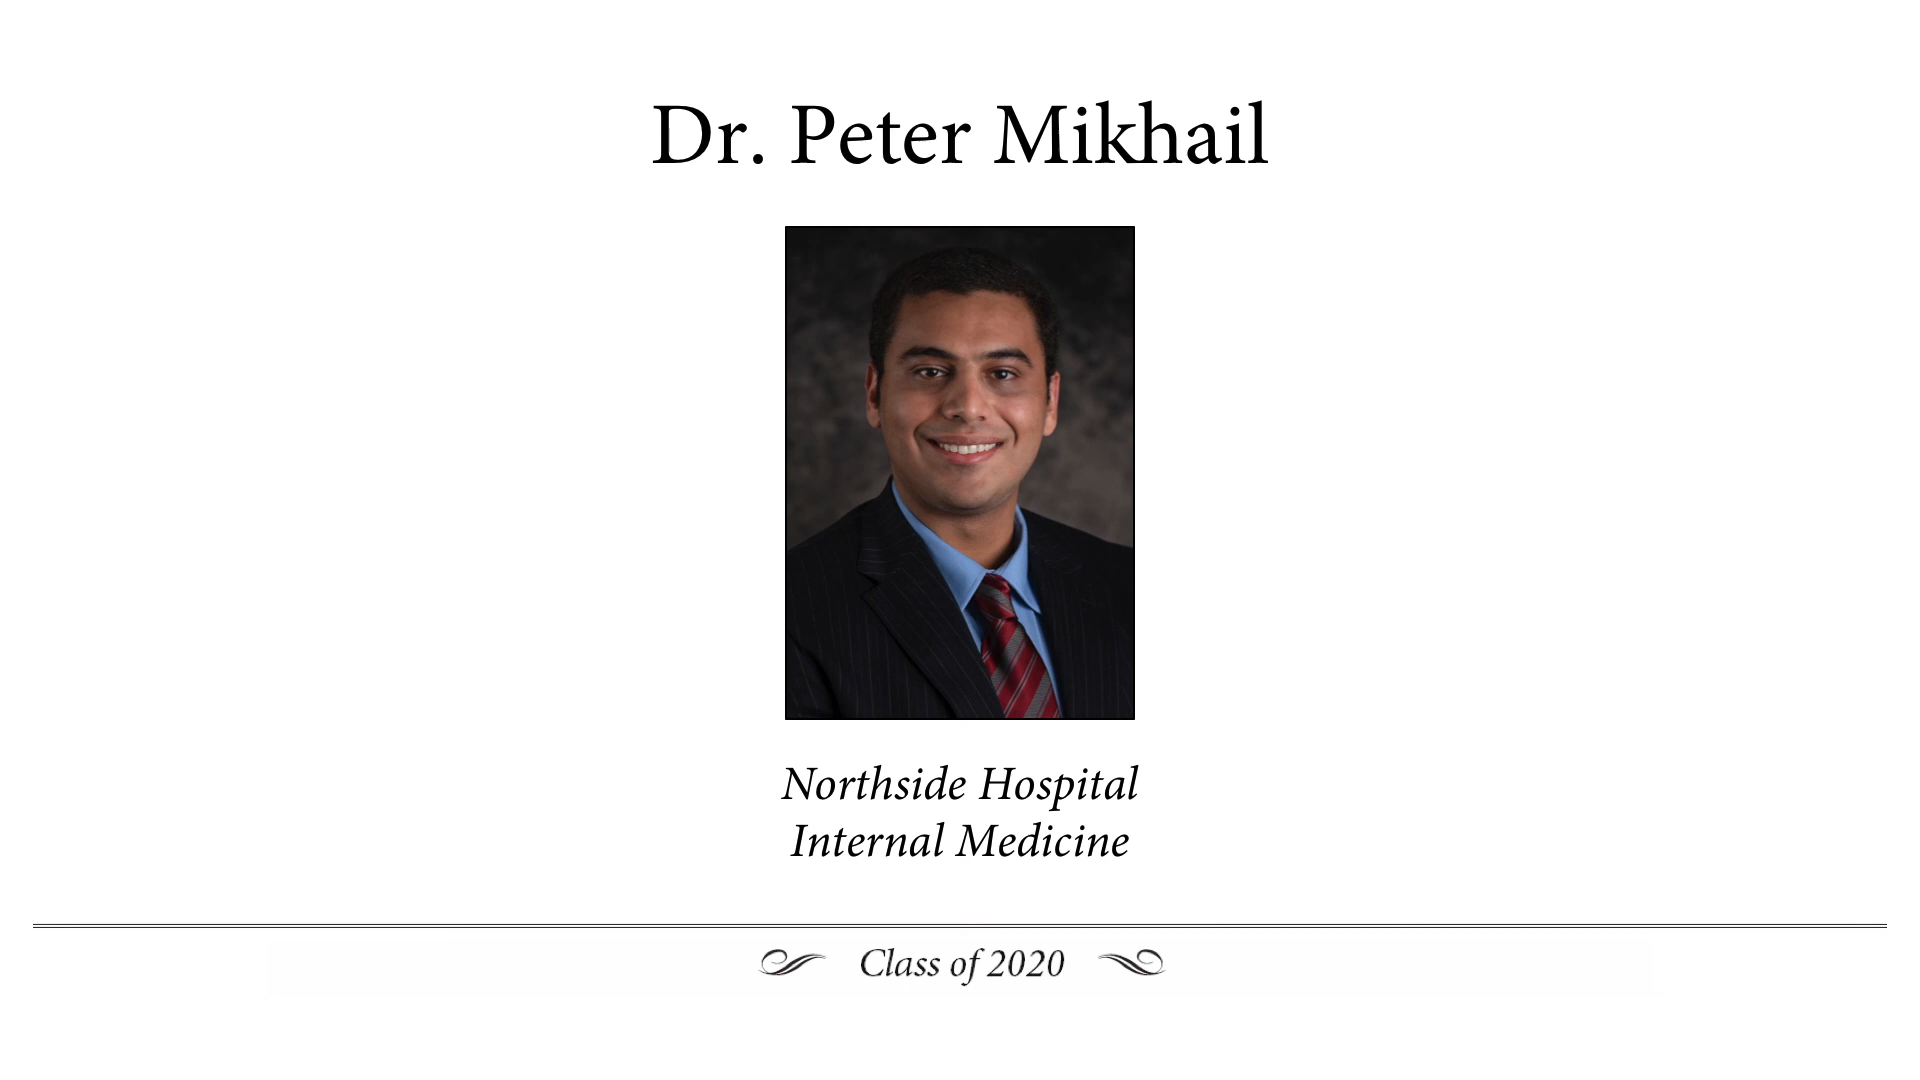 Dr. Peter Mikhail
Northside Hospital
Internal Medicine
Class of 2020